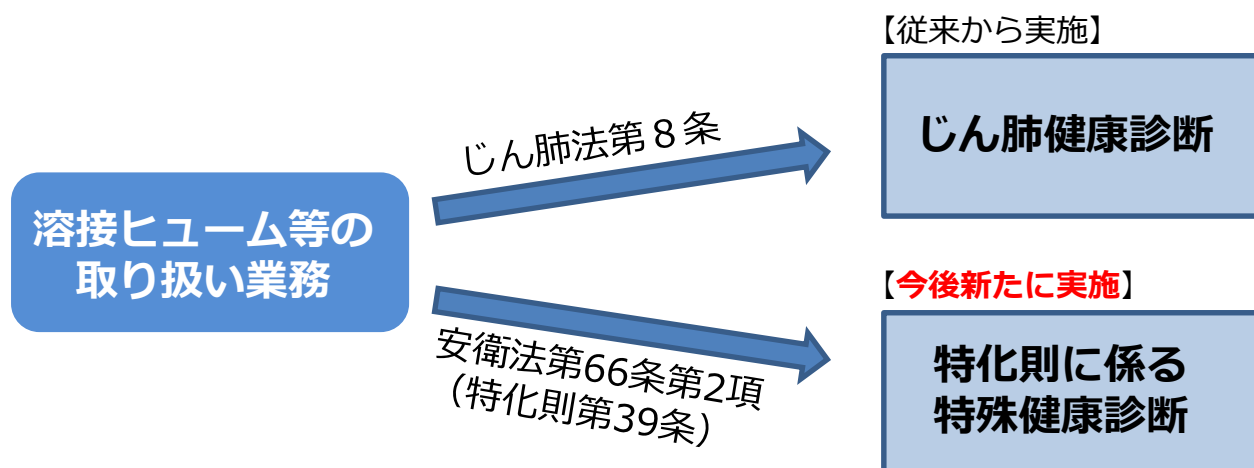 【従来から実施】
じん肺健康診断
じん肺法第８条
溶接ヒューム等の
取り扱い業務
【今後新たに実施】
安衛法第66条第2項
（特化則第39条）
特化則に係る
特殊健康診断